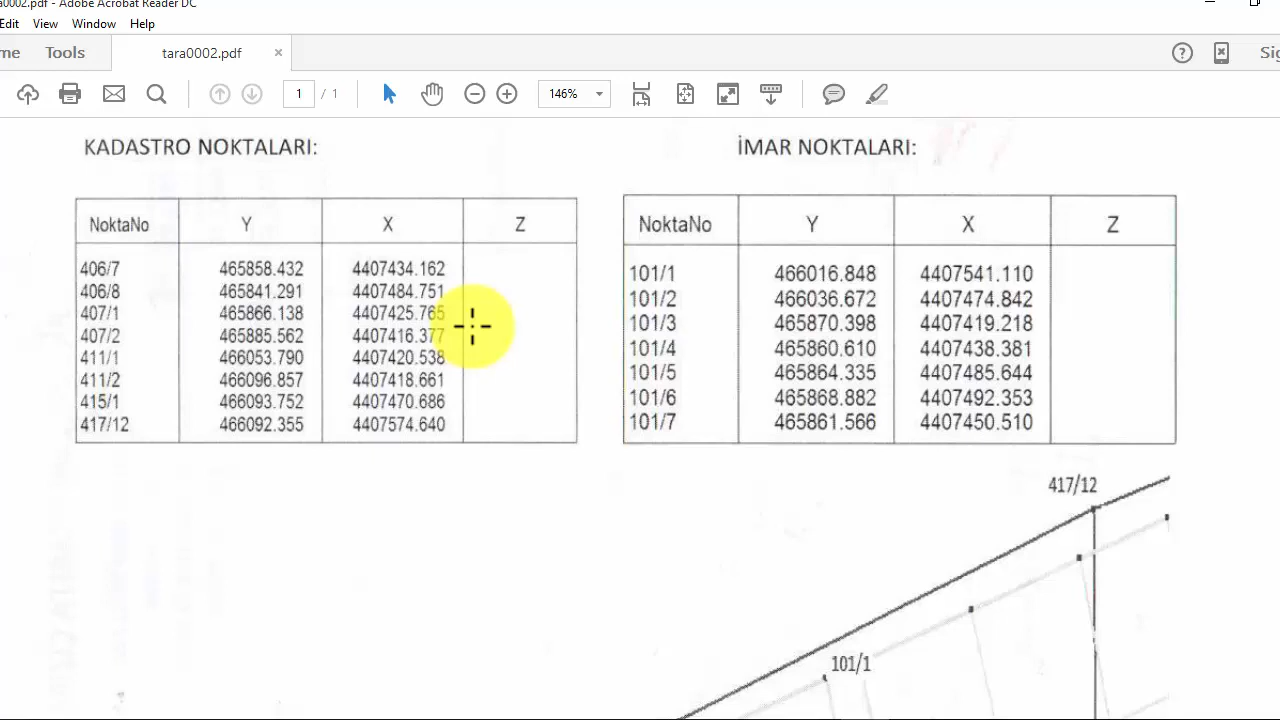 a0002.pdf - Adobe Acrobat Reader DC
Edit View Window Help
me Tools tara0002.pdf × Sig
1 / 1 146%
KADASTRO NOKTALARI:
NoktaNo Y X Z
406/7 465858.432 4407434.162
406/8 465841.291 4407484.751
407/1 465866.138 4407425.765
407/2 465885.562 4407416.377
411/1 466053.790 4407420.538
411/2 466096.857 4407418.661
415/1 466093.752 4407470.686
417/12 466092.355 4407574.640
İMAR NOKTALARI:
NoktaNo Y X Z
101/1 466016.848 4407541.110
101/2 466036.672 4407474.842
101/3 465870.398 4407419.218
101/4 465860.610 4407438.381
101/5 465864.335 4407485.644
101/6 465868.882 4407492.353
101/7 465861.566 4407450.510
417/12
101/1